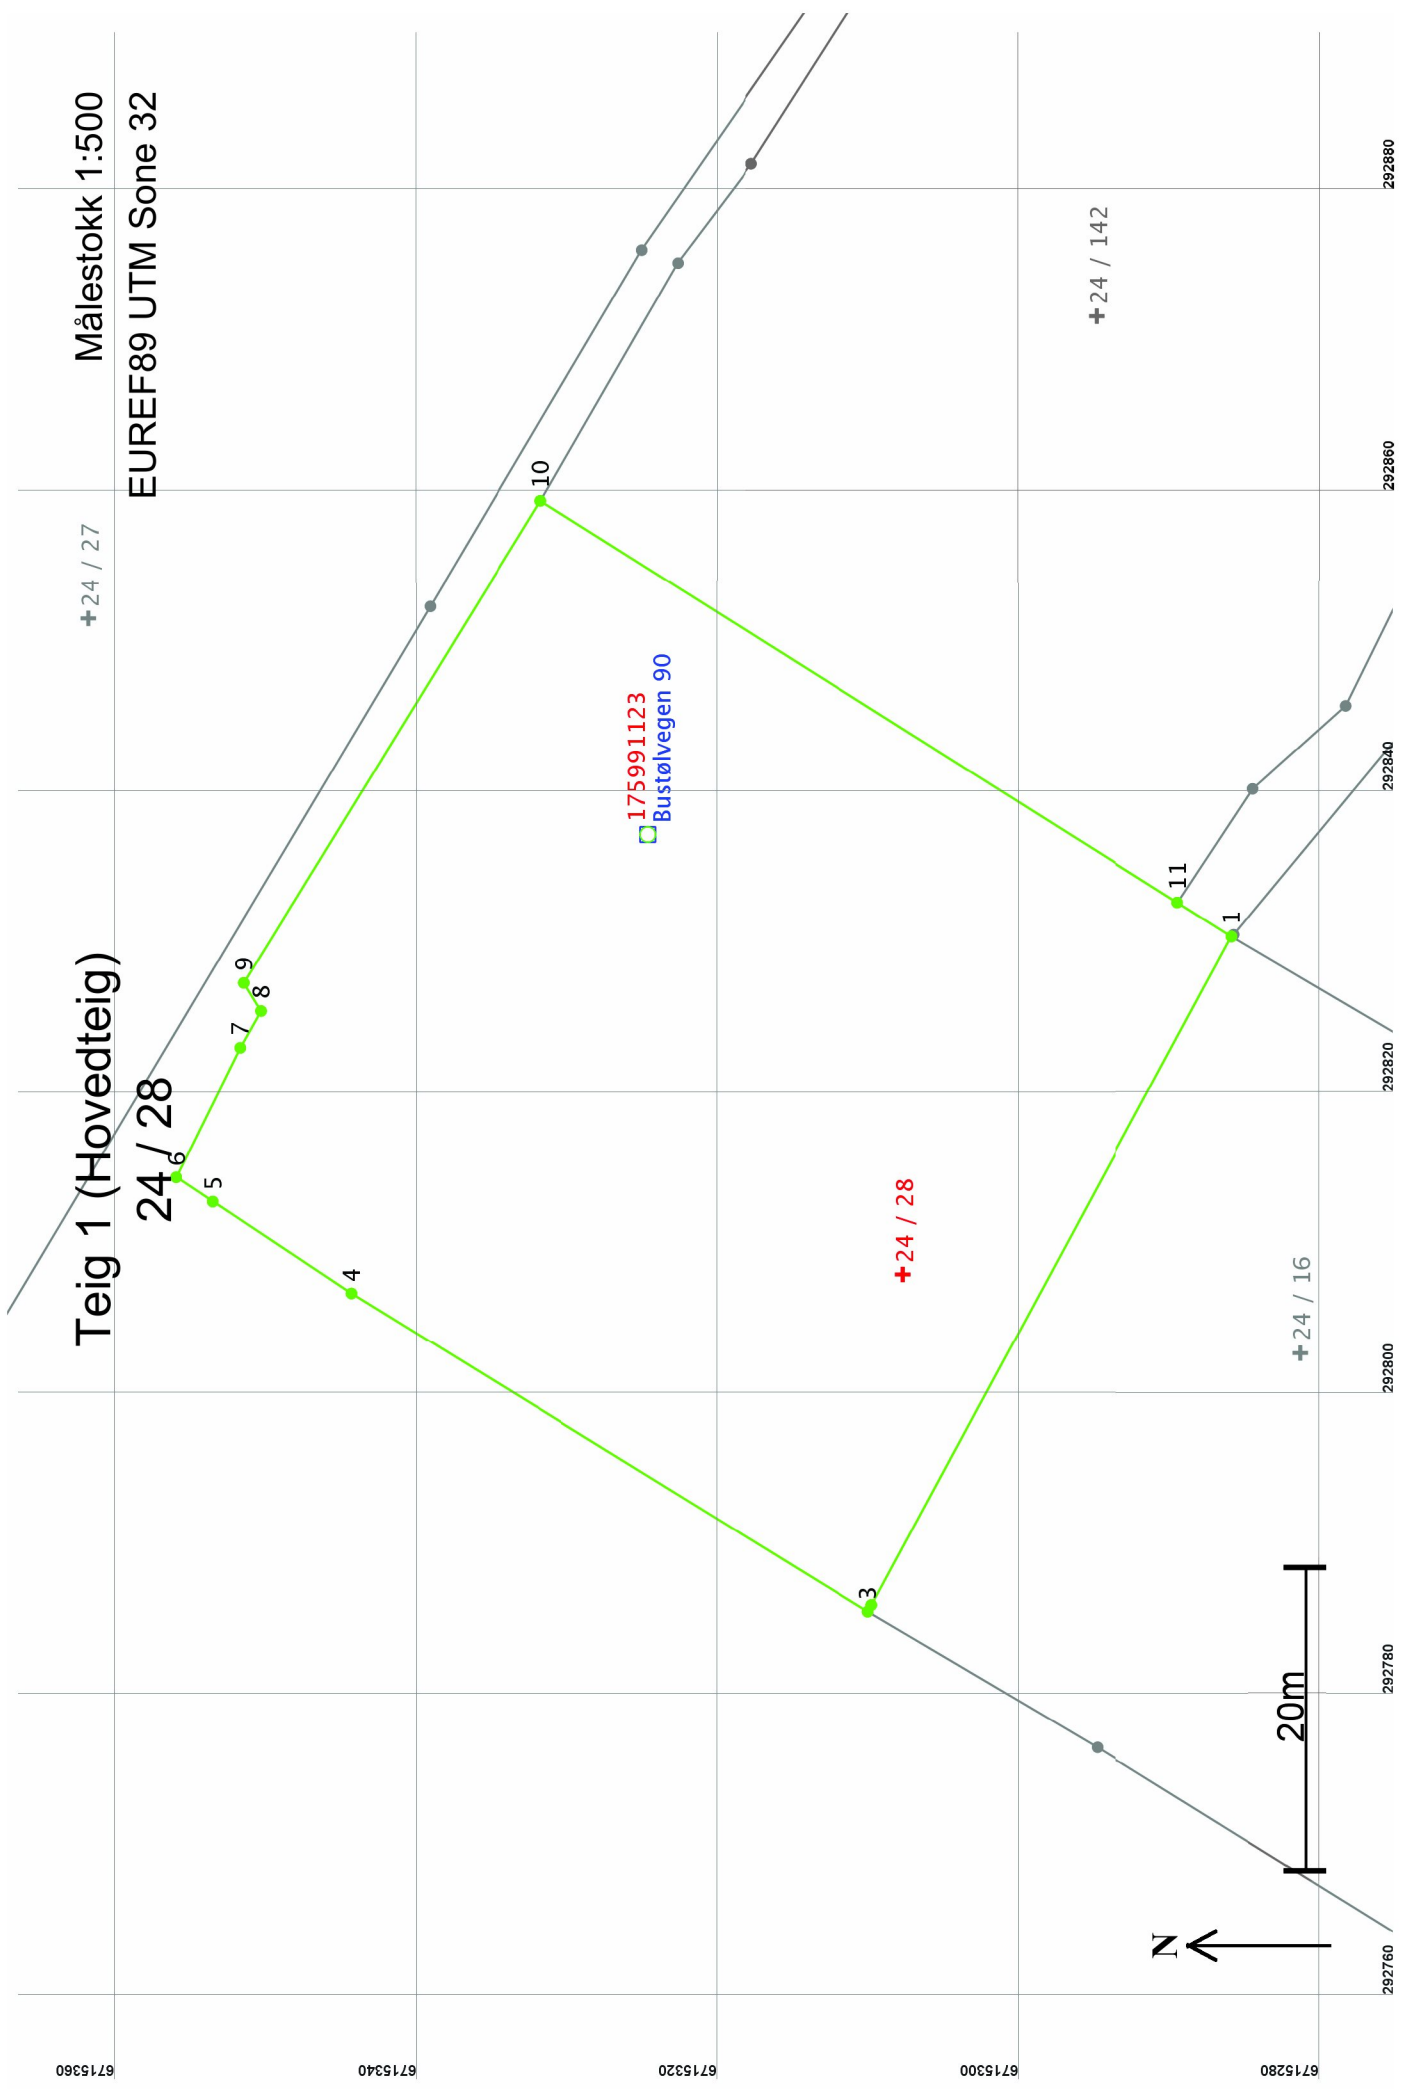 Teig 1 (Hovedteig)
24 / 28
Målestokk 1:500
EUREF89 UTM Sone 32
24 / 27
6
5
7
9
8
4
10
175991123
Bustølvegen 90
3
24 / 28
24 / 142
11
1
24 / 16
N
20m
6715360
6715340
6715320
6715300
6715280
292760
292780
292800
292820
292840
292860
292880